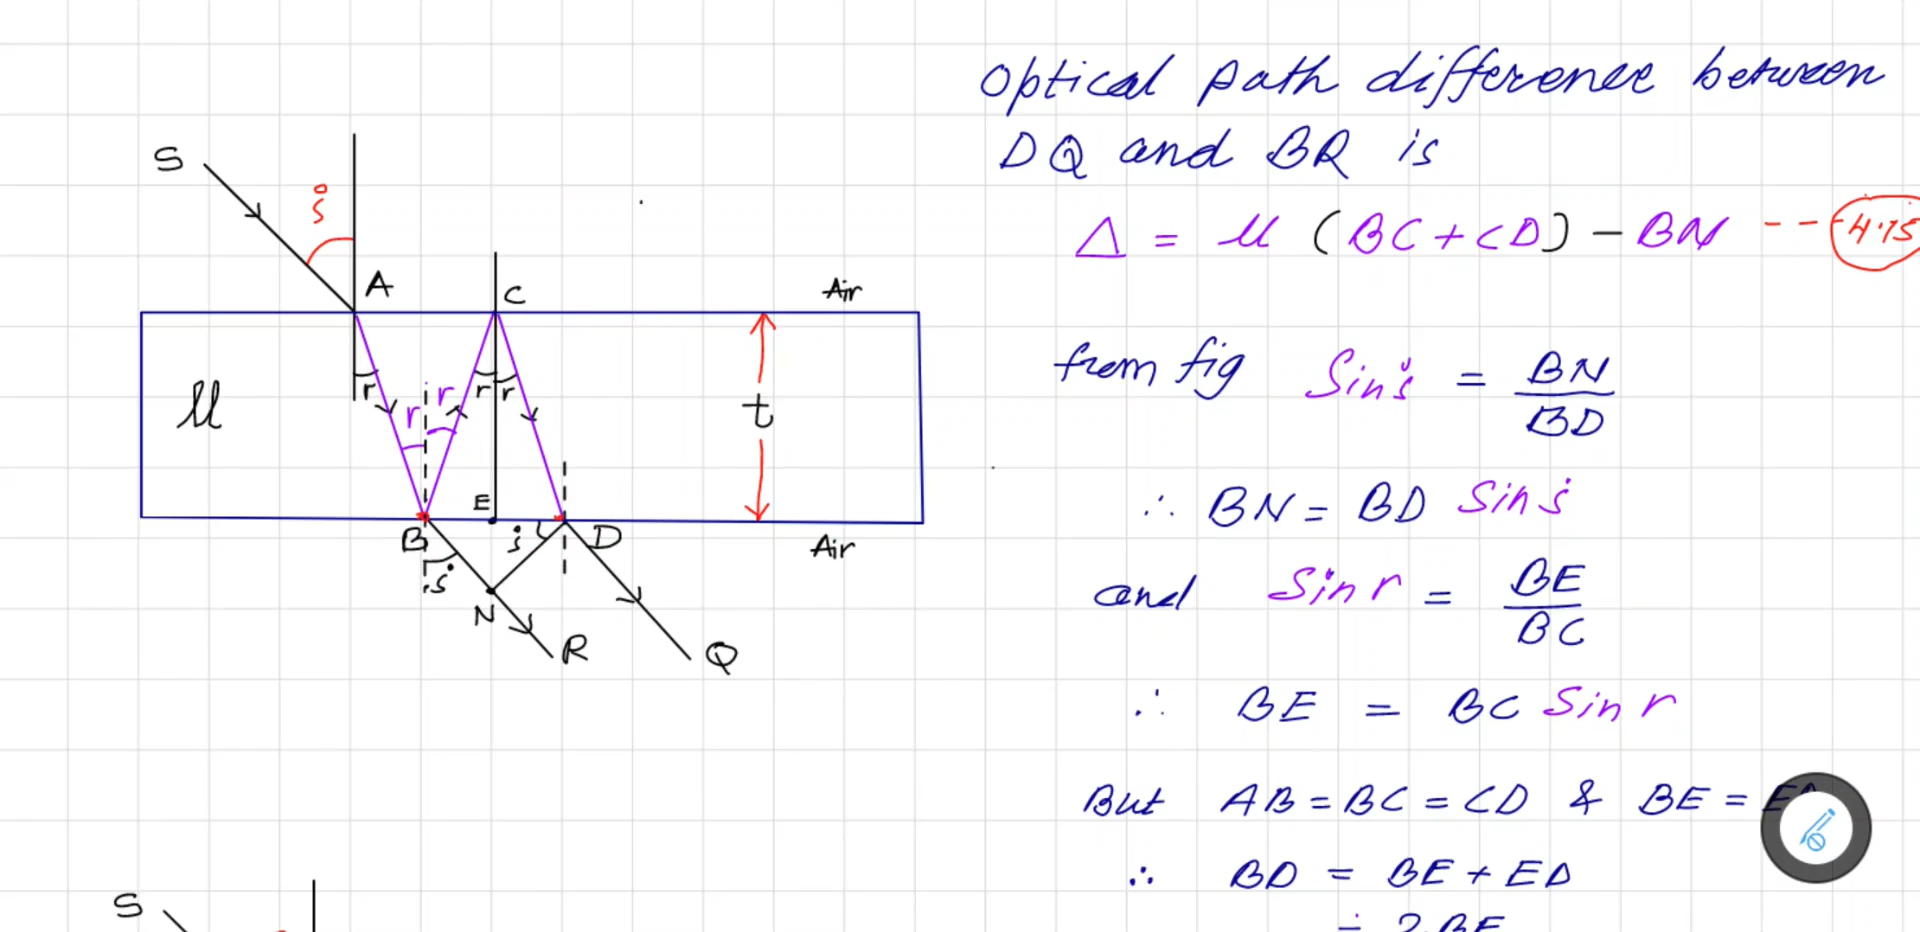 Optical path difference between
DQ and BR is
Δ = μ (BC + CD) − BN -- 4.15
from fig Sin i = BN / BD
∴ BN = BD Sin i
and Sin r = BE / BC
∴ BE = BC Sin r
But AB = BC = CD & BE =
∴ BD = BE + ED
= 2 BE
S
i
A
C
Air
μ
r
r
r
r
r
t
E
B
i
D
Air
i
N
R
Q
S